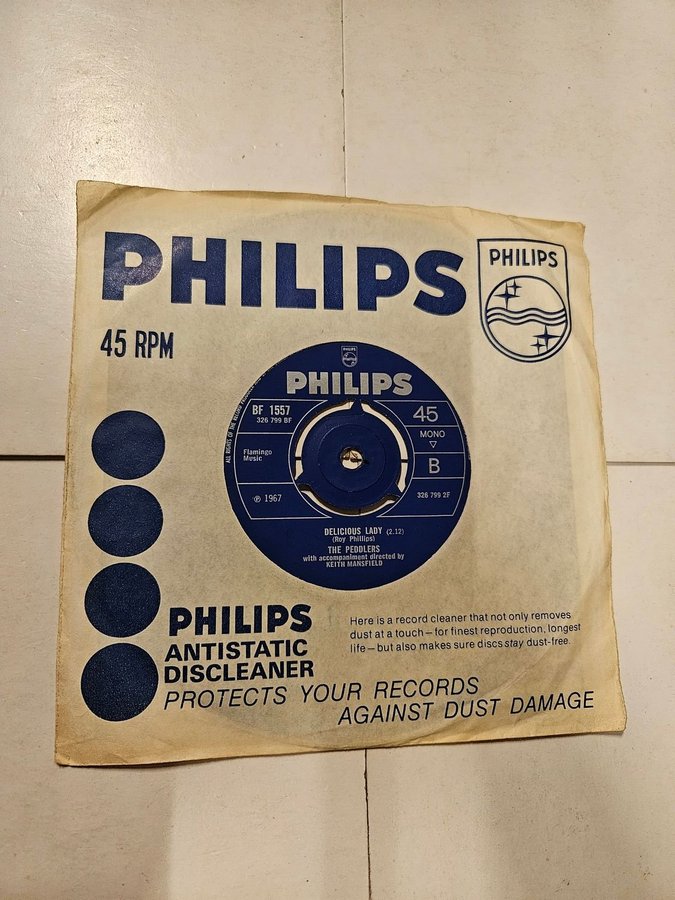 PHILIPS
PHILIPS
45 RPM
PHILIPS
BF 1557
326 799 BF
45
MONO
B
Flamingo
Music
℗ 1967
326 799 2F
DELICIOUS LADY (2.12)
(Roy Phillips)
THE PEDDLERS
with accompaniment directed by
KEITH MANSFIELD
PHILIPS
ANTISTATIC
DISCLEANER
Here is a record cleaner that not only removes
dust at a touch – for finest reproduction, longest
life – but also makes sure discs stay dust-free.
PROTECTS YOUR RECORDS
AGAINST DUST DAMAGE